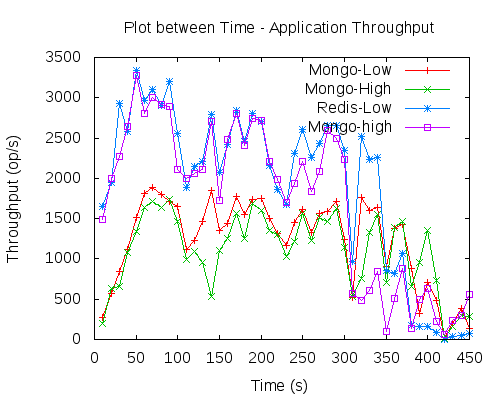 Plot between Time - Application Throughput
3500
3000
2500
2000
1500
1000
500
0
Throughput (op/s)
Mongo-Low
Mongo-High
Redis-Low
Mongo-high
0 50 100 150 200 250 300 350 400 450
Time (s)